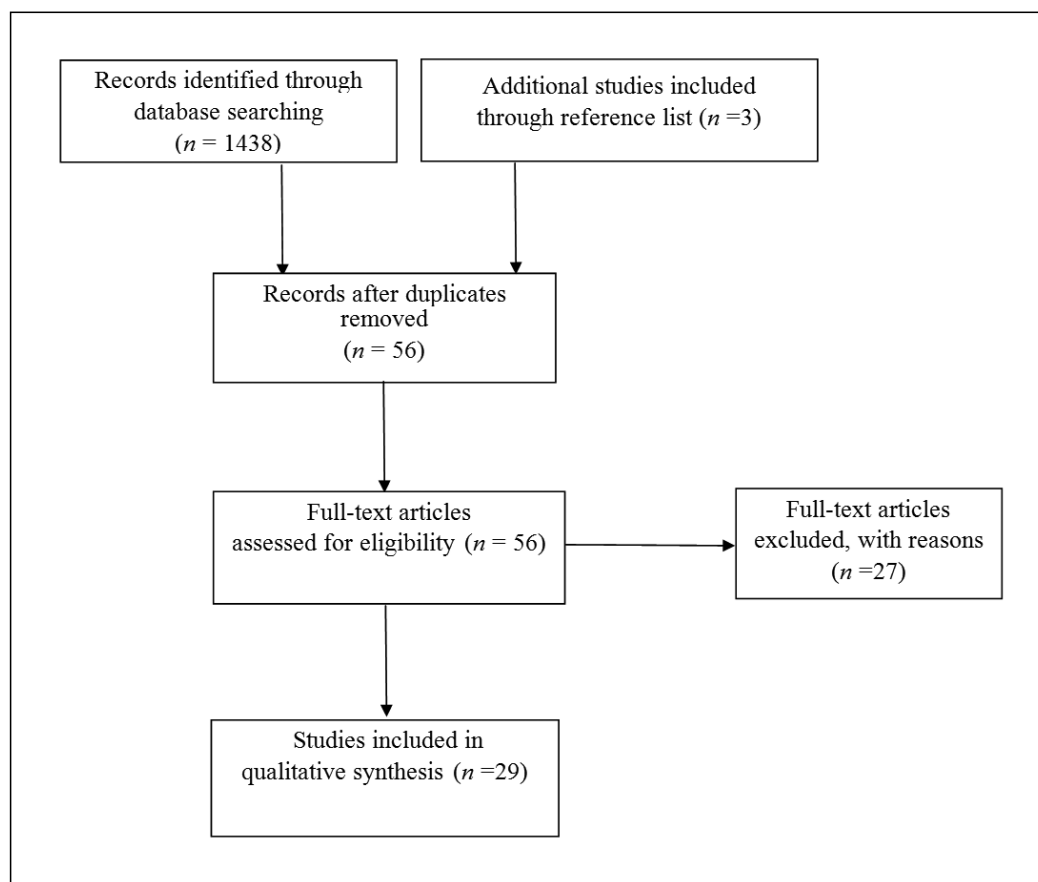 Records identified through
database searching
(n = 1438)
Additional studies included
through reference list (n =3)
Records after duplicates
removed
(n = 56)
Full-text articles
assessed for eligibility (n = 56)
Full-text articles
excluded, with reasons
(n =27)
Studies included in
qualitative synthesis (n =29)